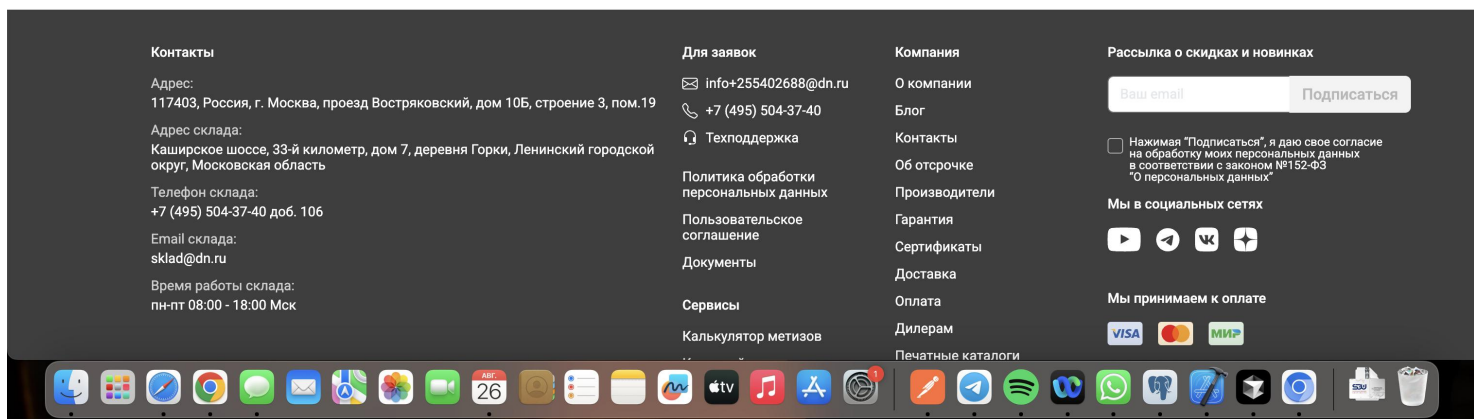 Контакты
Адрес:
117403, Россия, г. Москва, проезд Востряковский, дом 10Б, строение 3, пом.19
Адрес склада:
Каширское шоссе, 33-й километр, дом 7, деревня Горки, Ленинский городской
округ, Московская область
Телефон склада:
+7 (495) 504-37-40 доб. 106
Email склада:
sklad@dn.ru
Время работы склада:
пн-пт 08:00 - 18:00 Мск
Для заявок
info+255402688@dn.ru
+7 (495) 504-37-40
Техподдержка
Политика обработки
персональных данных
Пользовательское
соглашение
Документы
Сервисы
Калькулятор метизов
Компания
О компании
Блог
Контакты
Об отсрочке
Производители
Гарантия
Сертификаты
Доставка
Оплата
Дилерам
Печатные каталоги
Рассылка о скидках и новинках
Ваш email
Подписаться
Нажимая "Подписаться", я даю свое согласие
на обработку моих персональных данных
в соответствии с законом №152-ФЗ
"О персональных данных"
Мы в социальных сетях
Мы принимаем к оплате
VISA
МИР
АВГ.
26
tv
1